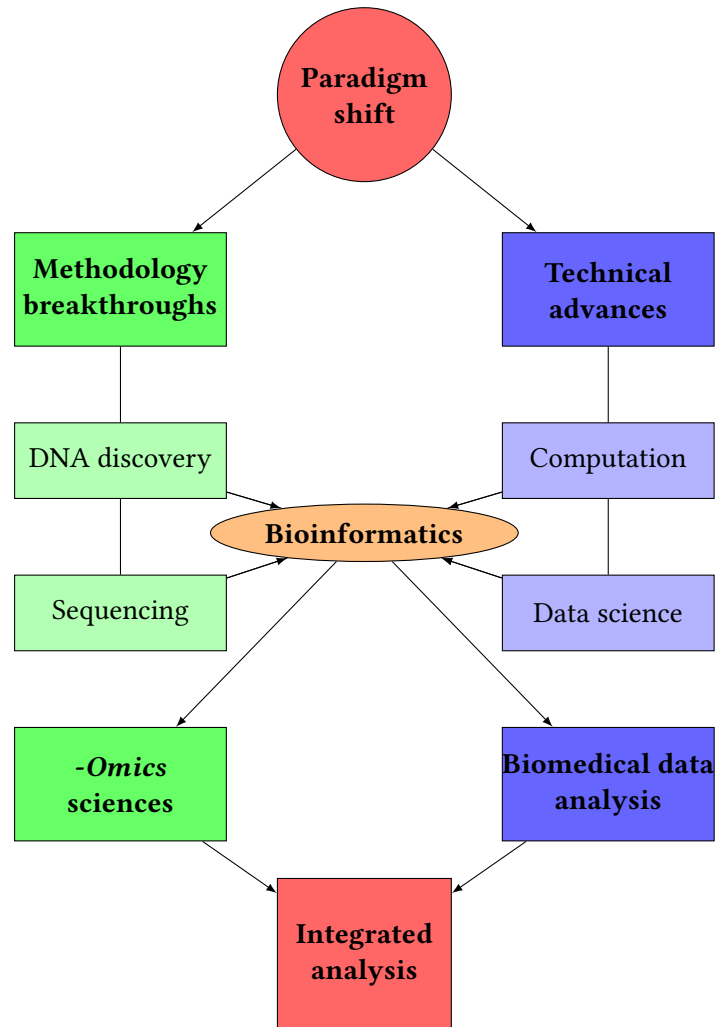 Paradigm
shift
Methodology
breakthroughs
Technical
advances
DNA discovery
Computation
Bioinformatics
Sequencing
Data science
-Omics
sciences
Biomedical data
analysis
Integrated
analysis